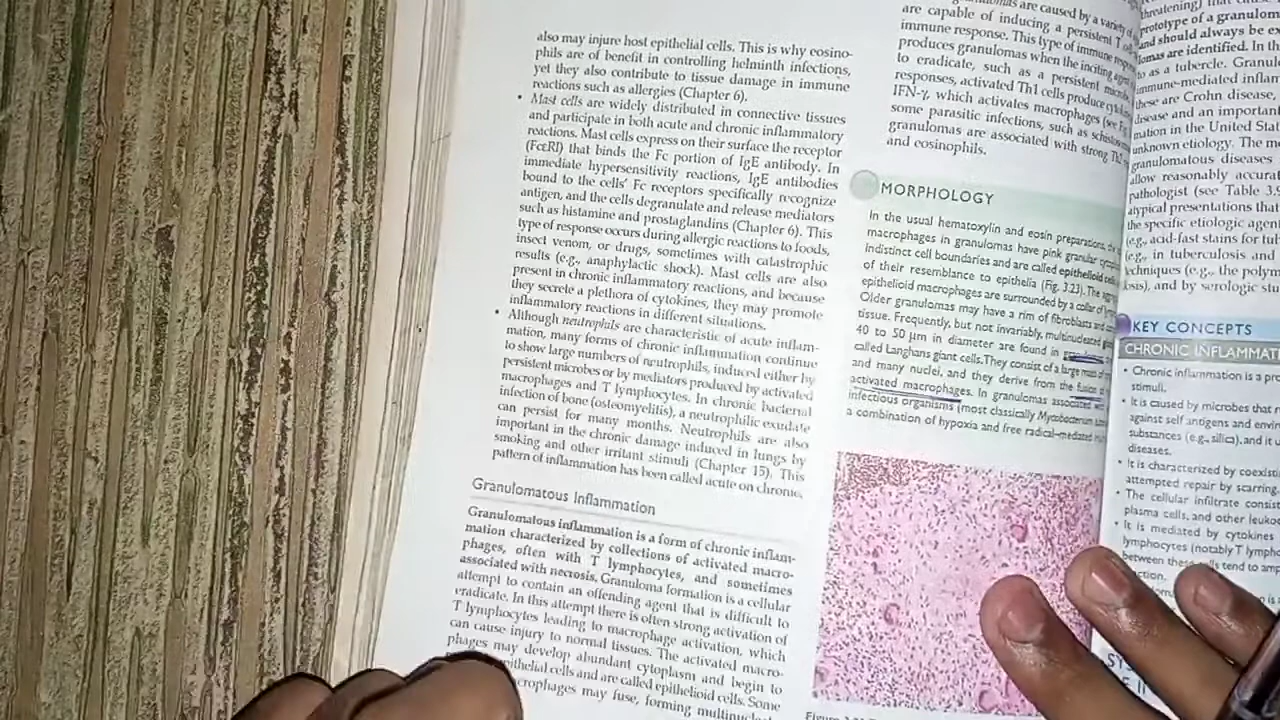 also may injure host epithelial cells. This is why eosino-
phils are of benefit in controlling helminth infections,
yet they also contribute to tissue damage in immune
reactions such as allergies (Chapter 6).
• Mast cells are widely distributed in connective tissues
and participate in both acute and chronic inflammatory
reactions. Mast cells express on their surface the receptor
(FcεRI) that binds the Fc portion of IgE antibody. In
immediate hypersensitivity reactions, IgE antibodies
bound to the cells' Fc receptors specifically recognize
antigen, and the cells degranulate and release mediators
such as histamine and prostaglandins (Chapter 6). This
type of response occurs during allergic reactions to foods,
insect venom, or drugs, sometimes with catastrophic
results (e.g., anaphylactic shock). Mast cells are also
present in chronic inflammatory reactions, and because
they secrete a plethora of cytokines, they may promote
inflammatory reactions in different situations.
• Although neutrophils are characteristic of acute inflam-
mation, many forms of chronic inflammation continue
to show large numbers of neutrophils, induced either by
persistent microbes or by mediators produced by activated
macrophages and T lymphocytes. In chronic bacterial
infection of bone (osteomyelitis), a neutrophilic exudate
can persist for many months. Neutrophils are also
important in the chronic damage induced in lungs by
smoking and other irritant stimuli (Chapter 15). This
pattern of inflammation has been called acute on chronic.
Granulomatous Inflammation
Granulomatous inflammation is a form of chronic inflam-
mation characterized by collections of activated macro-
phages, often with T lymphocytes, and sometimes
associated with necrosis. Granuloma formation is a cellular
attempt to contain an offending agent that is difficult to
eradicate. In this attempt there is often strong activation of
T lymphocytes leading to macrophage activation, which
can cause injury to normal tissues. The activated macro-
phages may develop abundant cytoplasm and begin to
epithelial cells and are called epithelioid cells. Some
macrophages may fuse, forming
are caused by a variety of
are capable of inducing a persistent T
immune response. This type of immune
produces granulomas when the inciting agent
to eradicate, such as a persistent
responses, activated Th1 cells produce
IFN-γ, which activates macrophages (see
some parasitic infections, such as
granulomas are associated with strong
and eosinophils.
MORPHOLOGY
In the usual hematoxylin and eosin preparations,
macrophages in granulomas have pink granular
indistinct cell boundaries and are called epithelioid
of their resemblance to epithelia (Fig. 3.23). The
epithelioid macrophages are surrounded by a collar of
Older granulomas may have a rim of fibroblasts and
tissue. Frequently, but not invariably, multinucleated
40 to 50 μm in diameter are found in
called Langhans giant cells. They consist of a large mass of
and many nuclei, and they derive from the fusion of
activated macrophages. In granulomas associated with
infectious organisms (most classically Mycobacterium
a combination of hypoxia and free radical-mediated
prototype of a granulom
and should always be ex
lomas are identified. In th
to as a tubercle. Granul
immune-mediated inflam
these are Crohn disease,
disease and an important
mation in the United Stat
unknown etiology. The m
granulomatous diseases
allow reasonably accurat
pathologist (see Table 3.
atypical presentations that
the specific etiologic agen
(e.g., acid-fast stains for tub
(e.g., in tuberculosis and
techniques (e.g., the polym
and by serologic stu
KEY CONCEPTS
CHRONIC INFLAMMATI
• Chronic inflammation is a pro
stimuli.
• It is caused by microbes that r
against self antigens and envir
substances (e.g., silica), and it
diseases.
• It is characterized by coexisti
attempted repair by scarring
• The cellular infiltrate consist
plasma cells, and other leuko
• It is mediated by cytokines
lymphocytes (notably T lymph
between these cells tend to amp